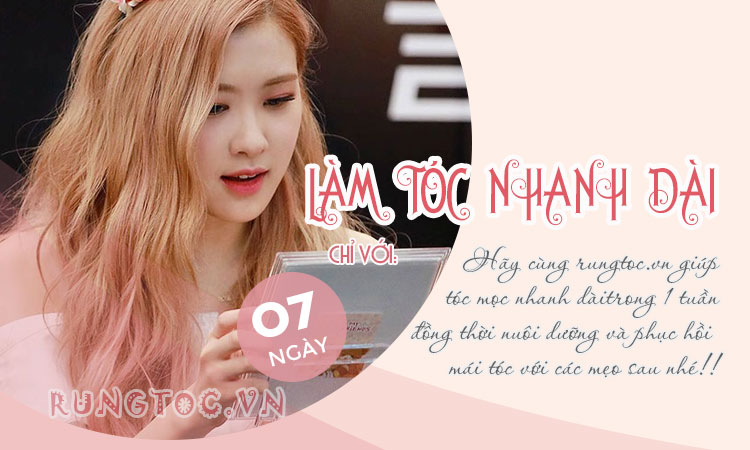 LÀM TÓC NHANH DÀI
CHỈ VỚI:
07
NGÀY
Hãy cùng rungtoc.vn giúp
tóc mọc nhanh dàitrong 1 tuần
đồng thời nuôi dưỡng và phục hồi
mái tóc với các mẹo sau nhé!!
RUNGTOC.VN